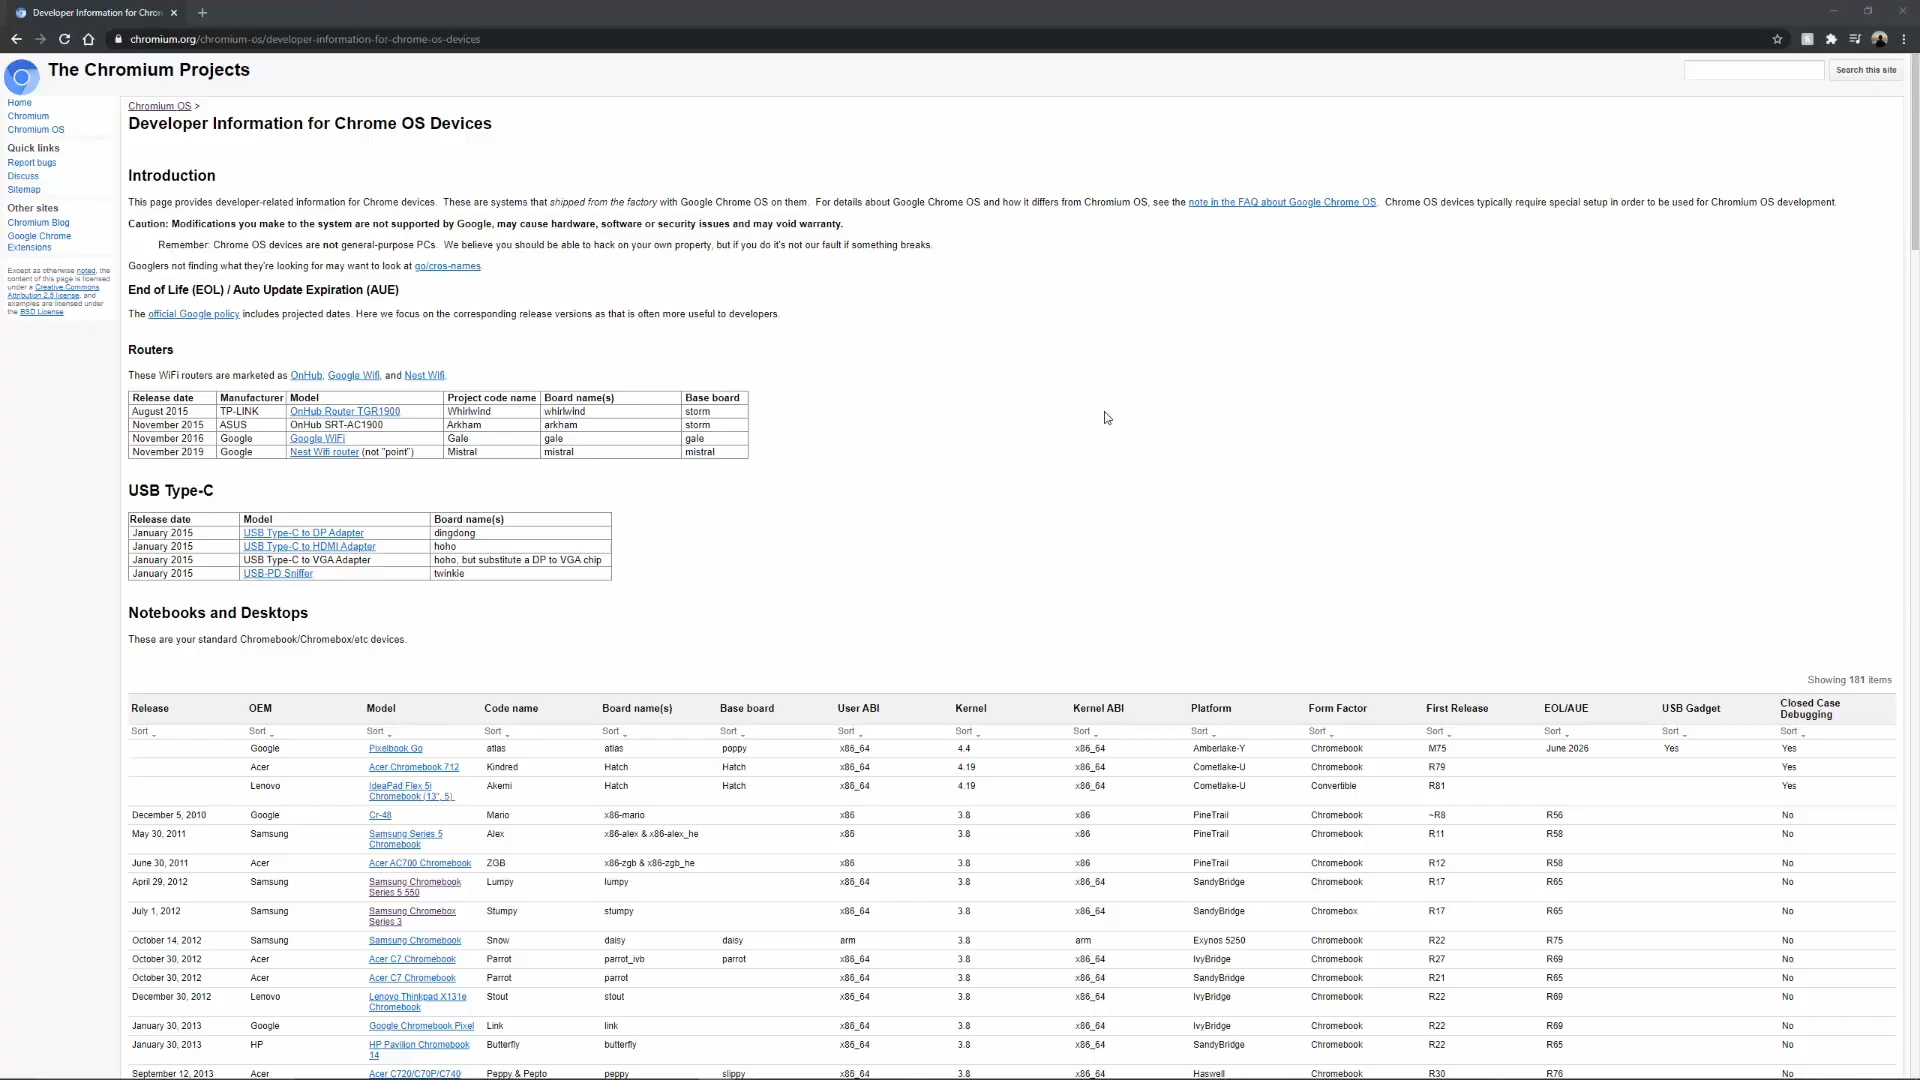 Developer Information for Chron
chromium.org/chromium-os/developer-information-for-chrome-os-devices
The Chromium Projects
Search this site
Home
Chromium
Chromium OS
Quick links
Report bugs
Discuss
Sitemap
Other sites
Chromium Blog
Google Chrome
Extensions
Except as otherwise noted, the
content of this page is licensed
under a Creative Commons
Attribution 2.5 license, and
examples are licensed under
the BSD License
Chromium OS >
Developer Information for Chrome OS Devices
Introduction
This page provides developer-related information for Chrome devices. These are systems that shipped from the factory with Google Chrome OS on them. For details about Google Chrome OS and how it differs from Chromium OS, see the note in the FAQ about Google Chrome OS. Chrome OS devices typically require special setup in order to be used for Chromium OS development.
Caution: Modifications you make to the system are not supported by Google, may cause hardware, software or security issues and may void warranty.
Remember: Chrome OS devices are not general-purpose PCs. We believe you should be able to hack on your own property, but if you do it's not our fault if something breaks.
Googlers not finding what they're looking for may want to look at go/cros-names.
End of Life (EOL) / Auto Update Expiration (AUE)
The official Google policy includes projected dates. Here we focus on the corresponding release versions as that is often more useful to developers.
Routers
These WiFi routers are marketed as OnHub, Google Wifi, and Nest Wifi.
Release date Manufacturer Model Project code name Board name(s) Base board
August 2015 TP-LINK OnHub Router TGR1900 Whirlwind whirlwind storm
November 2015 ASUS OnHub SRT-AC1900 Arkham arkham storm
November 2016 Google Google WiFi Gale gale gale
November 2019 Google Nest Wifi router (not "point") Mistral mistral mistral
USB Type-C
Release date Model Board name(s)
January 2015 USB Type-C to DP Adapter dingdong
January 2015 USB Type-C to HDMI Adapter hoho
January 2015 USB Type-C to VGA Adapter hoho, but substitute a DP to VGA chip
January 2015 USB-PD Sniffer twinkie
Notebooks and Desktops
These are your standard Chromebook/Chromebox/etc devices.
Showing 181 items
Release OEM Model Code name Board name(s) Base board User ABI Kernel Kernel ABI Platform Form Factor First Release EOL/AUE USB Gadget Closed Case Debugging
Sort Sort Sort Sort Sort Sort Sort Sort Sort Sort Sort Sort Sort Sort Sort
Google Pixelbook Go atlas atlas poppy x86_64 4.4 x86_64 Amberlake-Y Chromebook M75 June 2026 Yes Yes
Acer Acer Chromebook 712 Kindred Hatch Hatch x86_64 4.19 x86_64 Cometlake-U Chromebook R79 Yes
Lenovo IdeaPad Flex 5i Chromebook (13", 5) Akemi Hatch Hatch x86_64 4.19 x86_64 Cometlake-U Convertible R81 Yes
December 5, 2010 Google Cr-48 Mario x86-mario x86 3.8 x86 PineTrail Chromebook ~R8 R56 No
May 30, 2011 Samsung Samsung Series 5 Chromebook Alex x86-alex & x86-alex_he x86 3.8 x86 PineTrail Chromebook R11 R58 No
June 30, 2011 Acer Acer AC700 Chromebook ZGB x86-zgb & x86-zgb_he x86 3.8 x86 PineTrail Chromebook R12 R58 No
April 29, 2012 Samsung Samsung Chromebook Series 5 550 Lumpy lumpy x86_64 3.8 x86_64 SandyBridge Chromebook R17 R65 No
July 1, 2012 Samsung Samsung Chromebox Series 3 Stumpy stumpy x86_64 3.8 x86_64 SandyBridge Chromebox R17 R65 No
October 14, 2012 Samsung Samsung Chromebook Snow daisy daisy arm 3.8 arm Exynos 5250 Chromebook R22 R75 No
October 30, 2012 Acer Acer C7 Chromebook Parrot parrot_ivb parrot x86_64 3.8 x86_64 IvyBridge Chromebook R27 R69 No
October 30, 2012 Acer Acer C7 Chromebook Parrot parrot x86_64 3.8 x86_64 SandyBridge Chromebook R21 R65 No
December 30, 2012 Lenovo Lenovo Thinkpad X131e Chromebook Stout stout x86_64 3.8 x86_64 IvyBridge Chromebook R22 R69 No
January 30, 2013 Google Google Chromebook Pixel Link link x86_64 3.8 x86_64 IvyBridge Chromebook R22 R69 No
January 30, 2013 HP HP Pavilion Chromebook 14 Butterfly butterfly x86_64 3.8 x86_64 SandyBridge Chromebook R22 R65 No
September 12, 2013 Acer Acer C720/C70P/C740 Peppy & Pepto peppy slippy x86_64 3.8 x86_64 Haswell Chromebook R30 R76 No